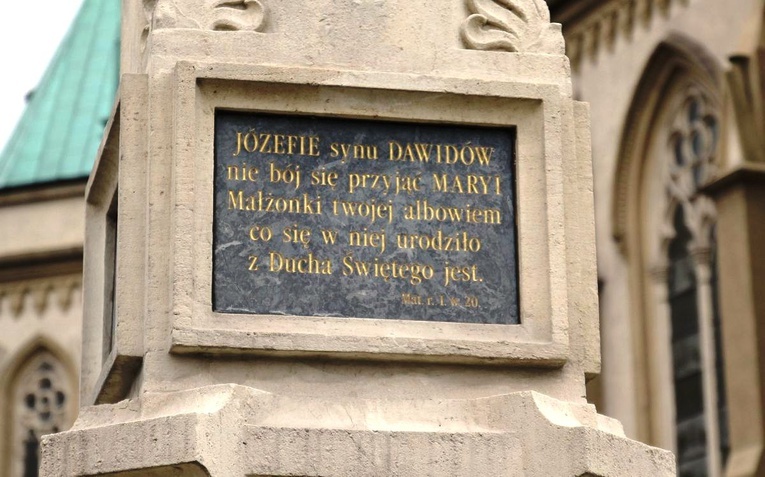 JÓZEFIE synu DAWIDÓW
nie bój się przyjać MARYI
Małżonki twojej albowiem
co się w niej urodziło
z Ducha Świętego jest.
Mat. r. 1. w. 20.